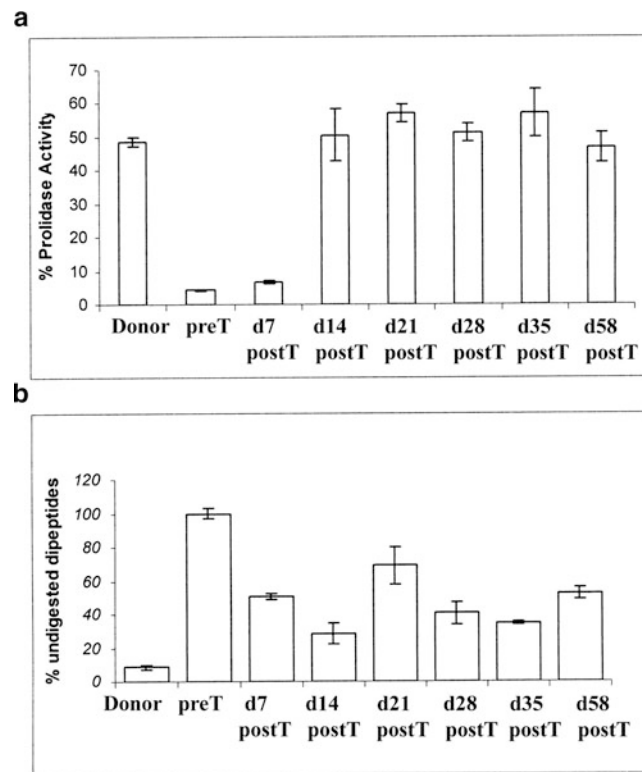 a
70
60
50
40
30
20
10
0
% Prolidase Activity
Donor preT d7 d14 d21 d28 d35 d58
postT postT postT postT postT postT
b
120
100
80
60
40
20
0
% undigested dipeptides
Donor preT d7 d14 d21 d28 d35 d58
postT postT postT postT postT postT